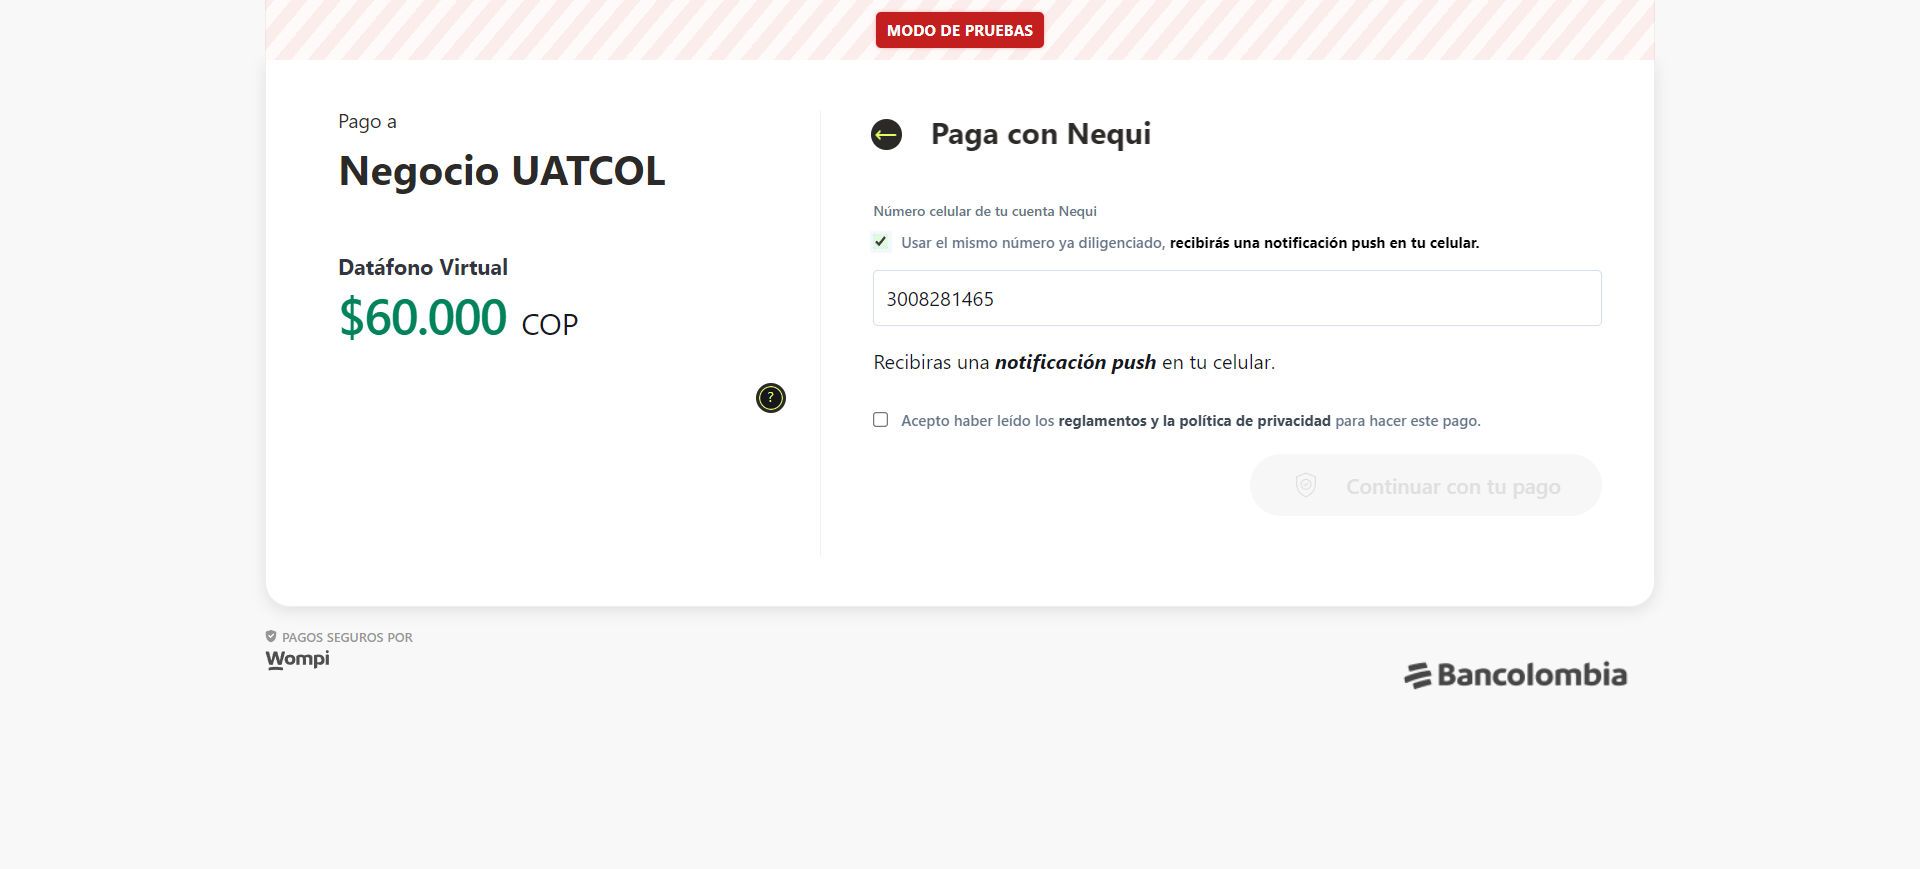 MODO DE PRUEBAS
Pago a
Negocio UATCOL
Datáfono Virtual
$60.000 COP
?
Paga con Nequi
Número celular de tu cuenta Nequi
Usar el mismo número ya diligenciado, recibirás una notificación push en tu celular.
3008281465
Recibiras una notificación push en tu celular.
Acepto haber leído los reglamentos y la política de privacidad para hacer este pago.
Continuar con tu pago
PAGOS SEGUROS POR
Wompi
Bancolombia